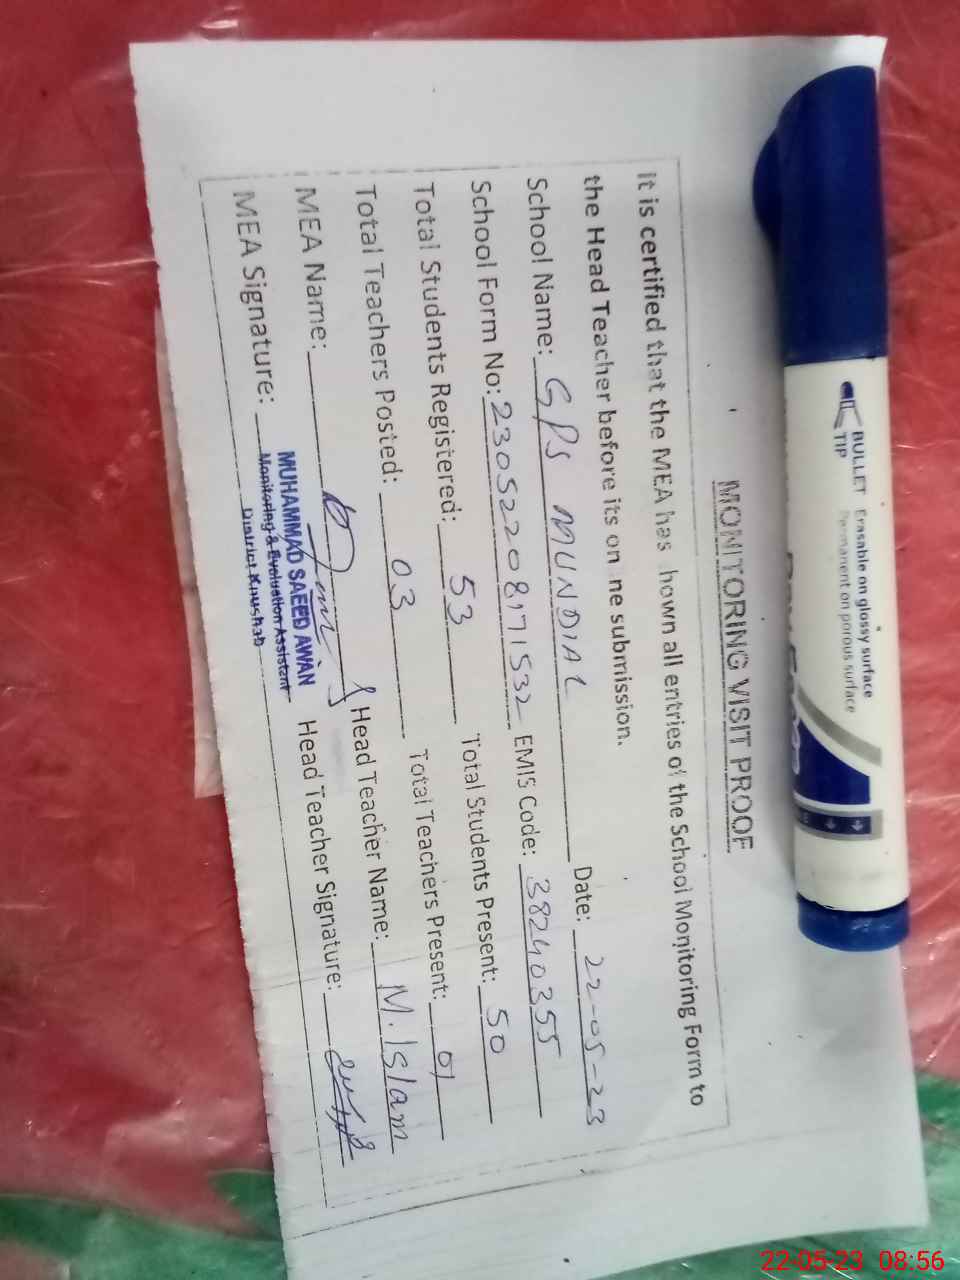 MONITORING VISIT PROOF
it is certified that the MEA has hown all entries of the School Monitoring Form to
the Head Teacher before its on ne submission.
School Name: GPS MUNDIAL Date: 22-05-23
School Form No: 23052208171532 EMIS Code: 38240355
Total Students Registered: 53 Total Students Present: 50
Total Teachers Posted: 03 Total Teachers Present: 01
MEA Name: Head Teacher Name: M. Islam
MEA Signature: Head Teacher Signature:
MUHAMMAD SAEED AWAN
Monitoring & Evaluation Assistant
District Khushab
BULLET TIP
Erasable on glossy surface
Permanent on porous surface
22-05-23 08:56